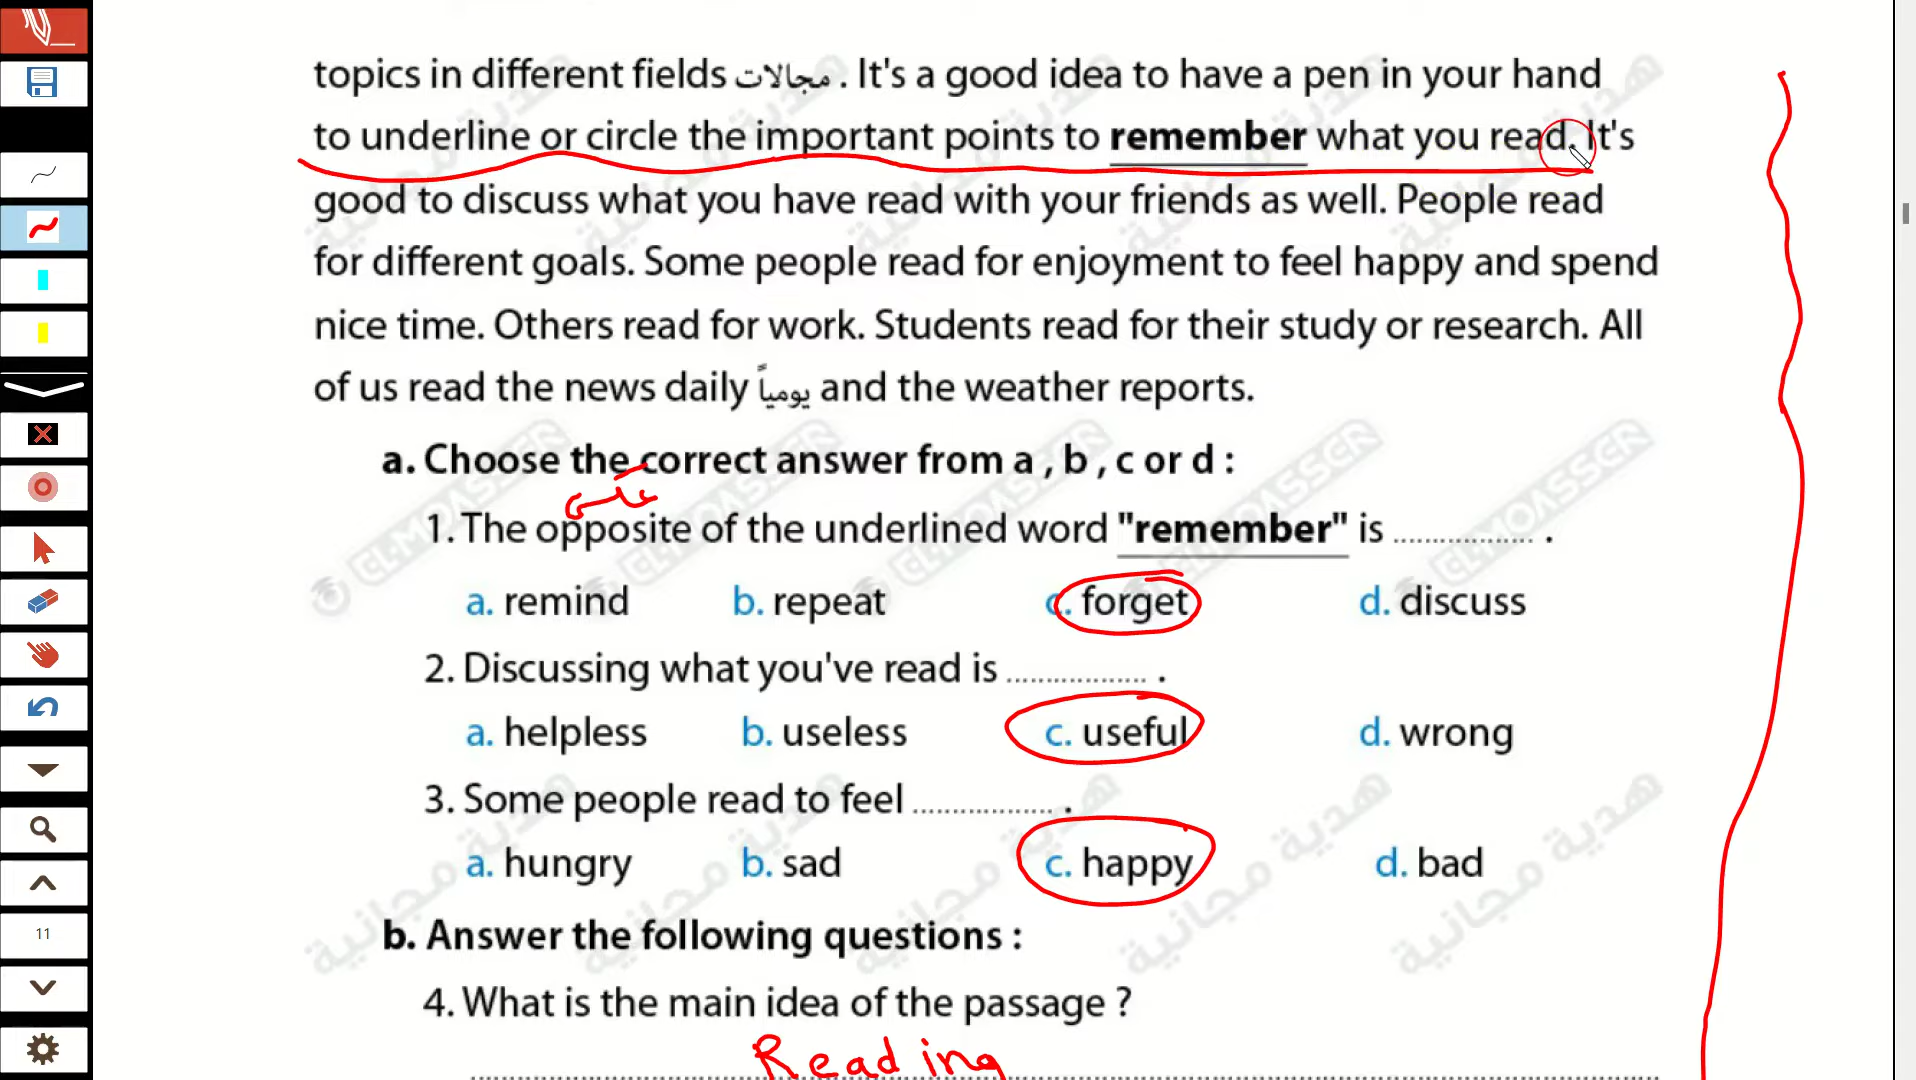 topics in different fields مجالات . It's a good idea to have a pen in your hand
to underline or circle the important points to remember what you read. It's
good to discuss what you have read with your friends as well. People read
for different goals. Some people read for enjoyment to feel happy and spend
nice time. Others read for work. Students read for their study or research. All
of us read the news daily يومياً and the weather reports.
a. Choose the correct answer from a , b , c or d :
عكس
1. The opposite of the underlined word "remember" is ................. .
a. remind b. repeat c. forget d. discuss
2. Discussing what you've read is ................. .
a. helpless b. useless c. useful d. wrong
3. Some people read to feel ................. .
a. hungry b. sad c. happy d. bad
b. Answer the following questions :
4. What is the main idea of the passage ?
Reading
11
هدية مجانية
ELMOASSER